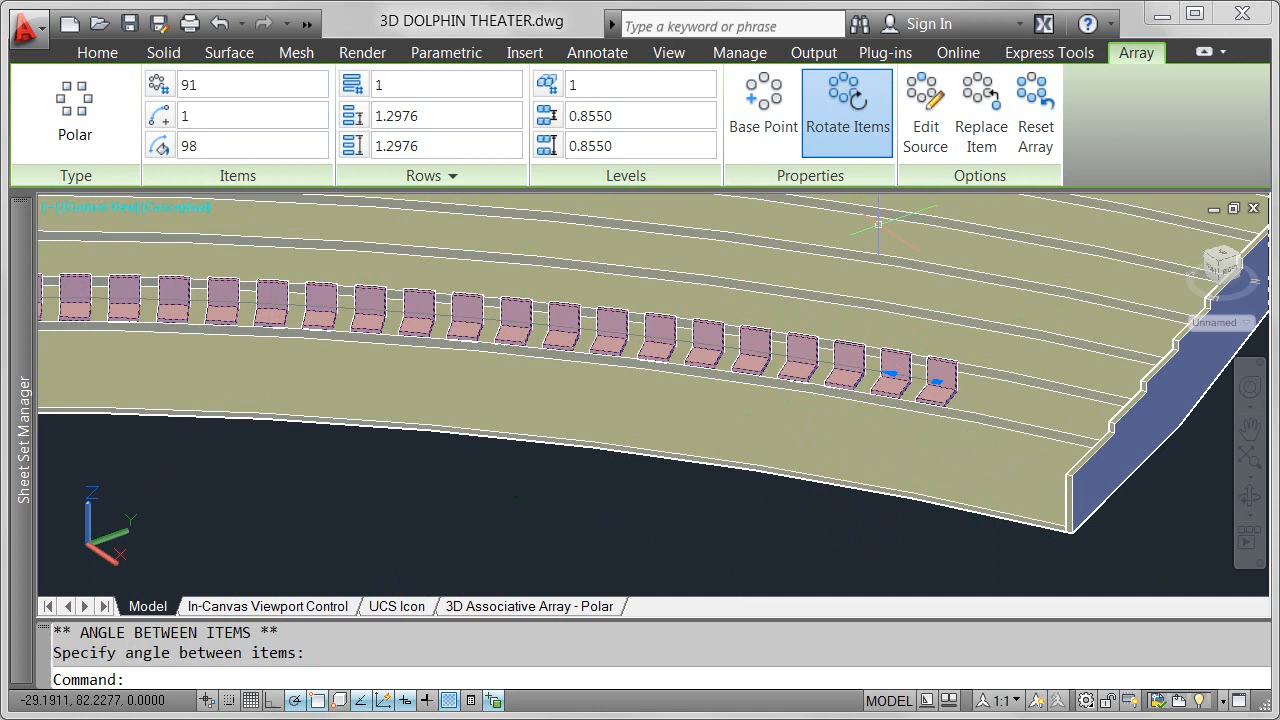 3D DOLPHIN THEATER.dwg
Type a keyword or phrase
Sign In
Home Solid Surface Mesh Render Parametric Insert Annotate View Manage Output Plug-ins Online Express Tools Array
Polar
91
1
98
1
1.2976
1.2976
1
0.8550
0.8550
Base Point
Rotate Items
Edit Source
Replace Item
Reset Array
Type Items Rows Levels Properties Options
Unnamed
Sheet Set Manager
Z
Y
X
Model In-Canvas Viewport Control UCS Icon 3D Associative Array - Polar
** ANGLE BETWEEN ITEMS **
Specify angle between items:
Command:
-29.1911, 82.2277, 0.0000
MODEL
1:1